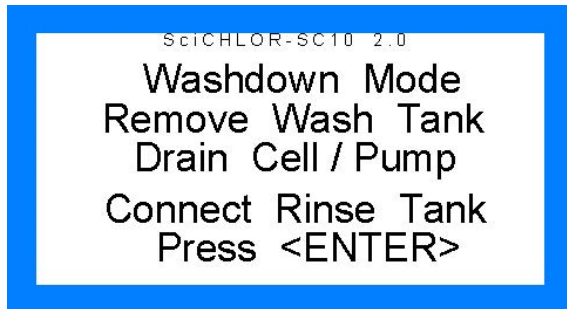 SciCHLOR-SC10 2.0
Washdown Mode
Remove Wash Tank
Drain Cell / Pump
Connect Rinse Tank
Press <ENTER>